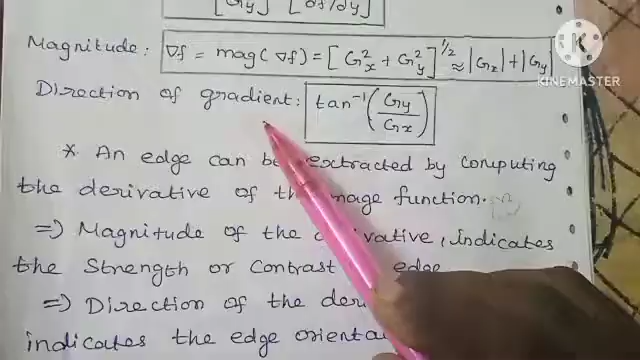 [Gy] [∂f/∂y]
Magnitude: ∇f = mag(∇f) = [Gx² + Gy²]^1/2 ≈ |Gx| + |Gy|
KINEMASTER
Direction of gradient: tan⁻¹(Gy/Gx)
* An edge can be extracted by computing
the derivative of the image function.
=) Magnitude of the derivative, indicates
the Strength or Contrast edge
=) Direction of the
indicates the edge